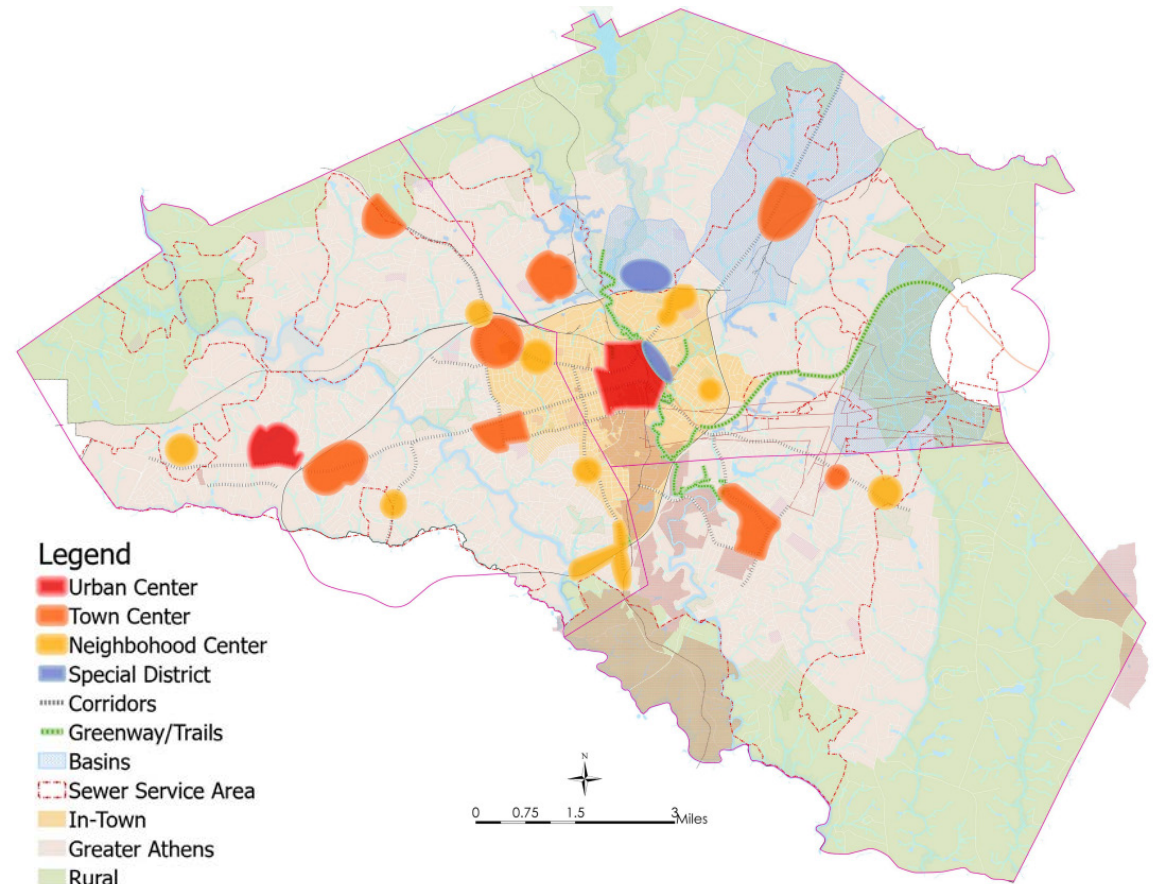 Legend
Urban Center
Town Center
Neighbohood Center
Special District
Corridors
Greenway/Trails
Basins
Sewer Service Area
In-Town
Greater Athens
Rural
N
0 0.75 1.5 3
Miles